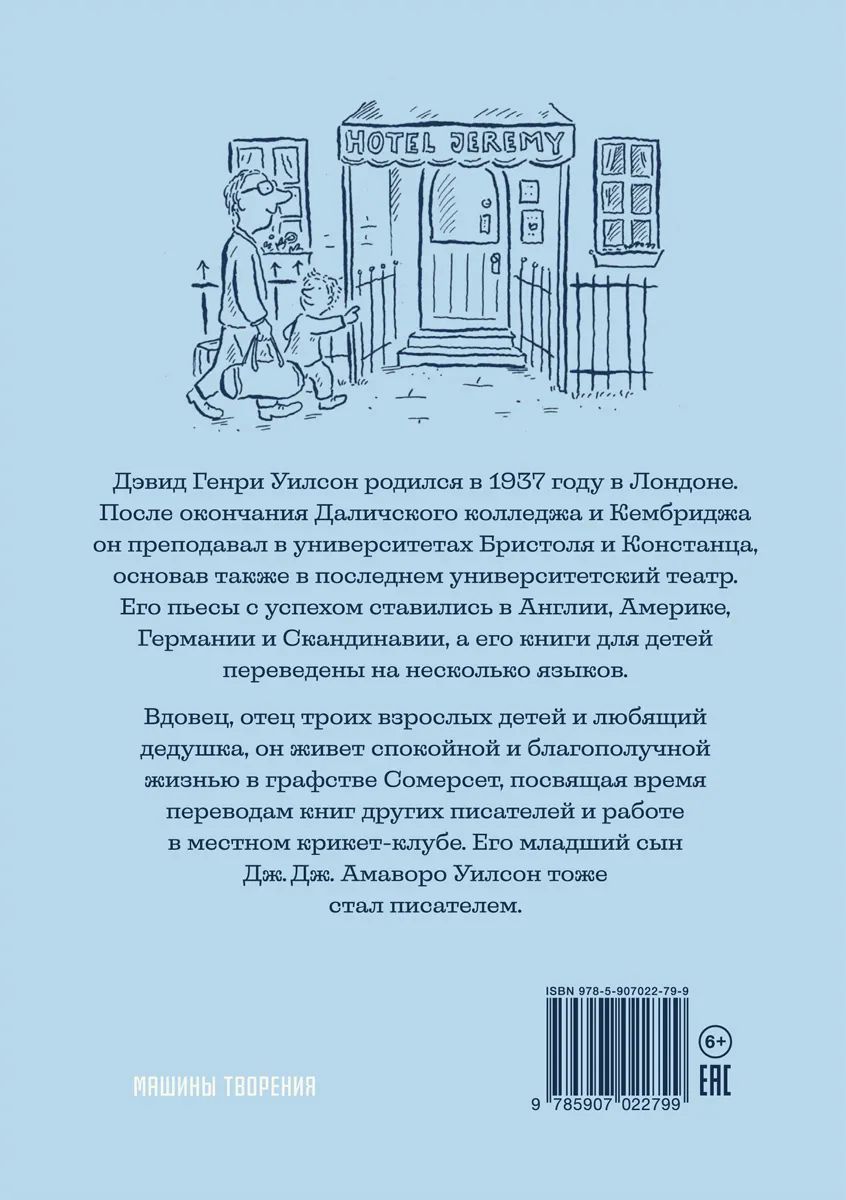 HOTEL JEREMY
Дэвид Генри Уилсон родился в 1937 году в Лондоне.
После окончания Даличского колледжа и Кембриджа
он преподавал в университетах Бристоля и Констанца,
основав также в последнем университетский театр.
Его пьесы с успехом ставились в Англии, Америке,
Германии и Скандинавии, а его книги для детей
переведены на несколько языков.
Вдовец, отец троих взрослых детей и любящий
дедушка, он живет спокойной и благополучной
жизнью в графстве Сомерсет, посвящая время
переводам книг других писателей и работе
в местном крикет-клубе. Его младший сын
Дж. Дж. Амаворо Уилсон тоже
стал писателем.
ISBN 978-5-907022-79-9
6+
EAC
МАШИНЫ ТВОРЕНИЯ
9 785907 022799